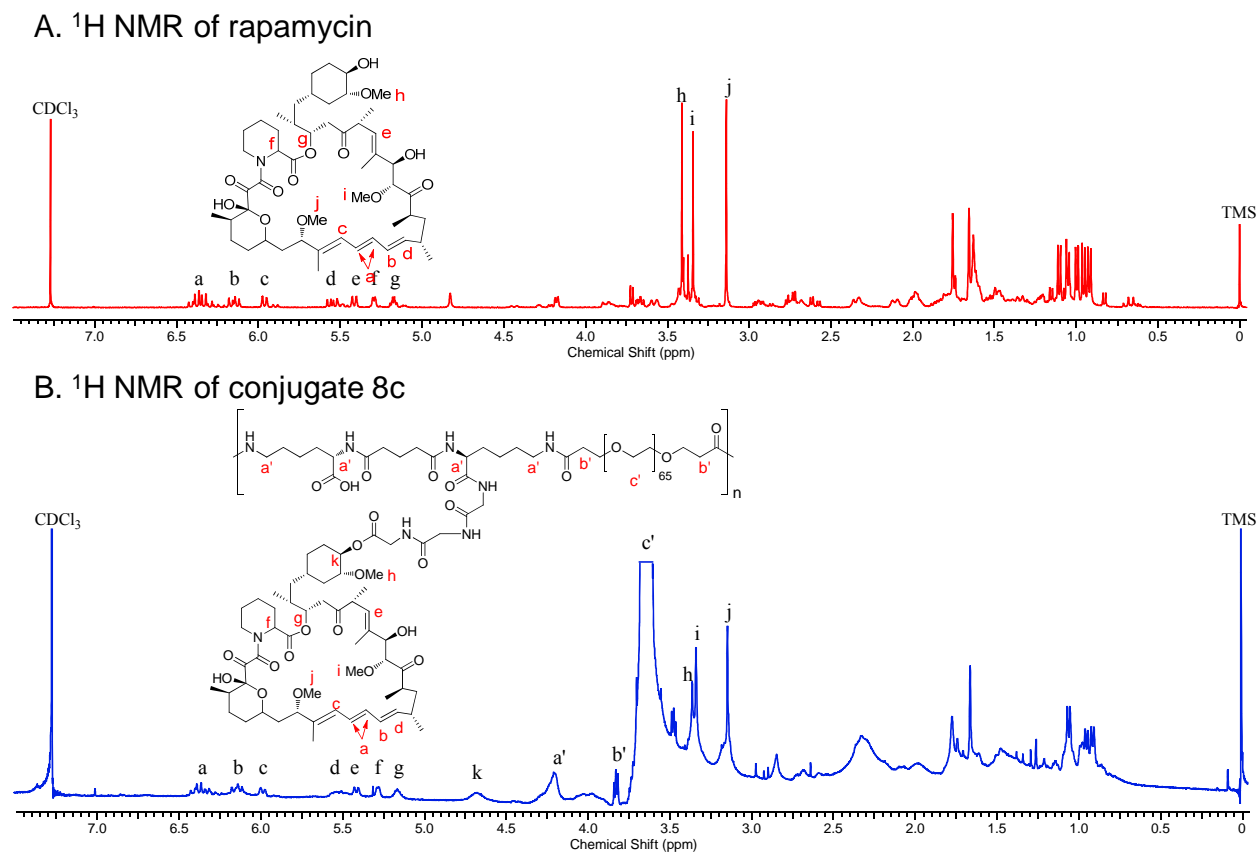 A. ¹H NMR of rapamycin
OH
OMe h
CDCl₃
h
i
j
TMS
g
e
f
O
O
N
O
O
OH
O
O
i MeO
O
HO
O
j
OMe
c
d
b
a
a b c d e f g
7.0 6.5 6.0 5.5 5.0 4.5 4.0 3.5 3.0 2.5 2.0 1.5 1.0 0.5 0
Chemical Shift (ppm)
B. ¹H NMR of conjugate 8c
H
N
a'
a'
N
H
O
OH
O
O
H
N
a'
O
N
H
a'
O
b'
O
c'
O
65
O
b'
n
NH
O
NH
O
H
N
O
O
k
OMe h
CDCl₃
TMS
c'
i
j
h
g
e
f
O
O
N
O
O
OH
O
O
i MeO
O
HO
O
j
OMe
c
d
b
a
a b c d e f g k a' b'
7.0 6.5 6.0 5.5 5.0 4.5 4.0 3.5 3.0 2.5 2.0 1.5 1.0 0.5 0
Chemical Shift (ppm)